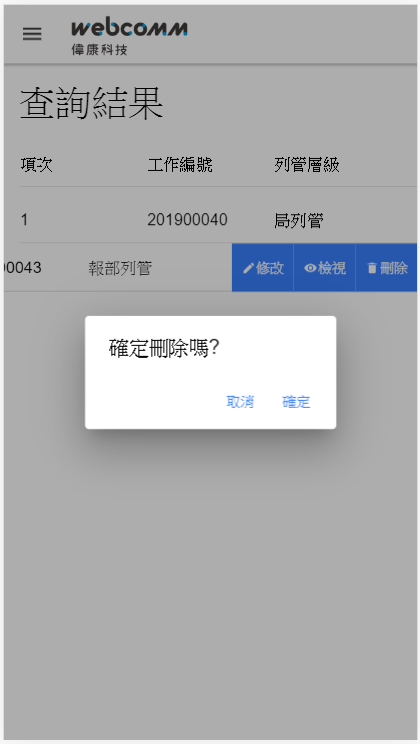 webcomm
偉康科技
查詢結果
項次 工作編號 列管層級
1 201900040 局列管
0043 報部列管 修改 檢視 刪除
確定刪除嗎?
取消 確定